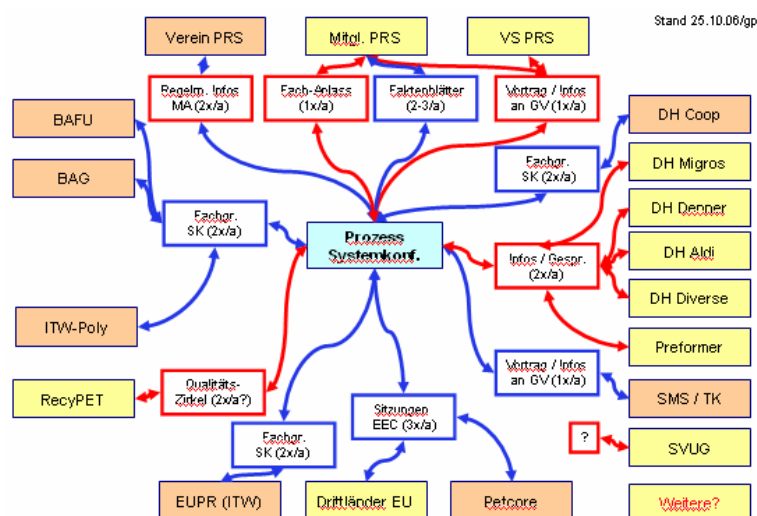 Stand 25.10.06/gp
Verein PRS
Mitgl. PRS
VS PRS
Regelm. Infos
MA (2x/a)
Fach-Anlass
(1x/a)
Faktenblätter
(2-3/a)
Vortrag / Infos
an GV (1x/a)
BAFU
DH Coop
Fachgr.
SK (2x/a)
DH Migros
BAG
Fachgr.
SK (2x/a)
DH Denner
Prozess
Systemkonf.
Infos / Gespr.
(2x/a)
DH Aldi
DH Diverse
ITW-Poly
Preformer
Vortrag / Infos
an GV (1x/a)
RecyPET
Qualitäts-
Zirkel (2x/a?)
Sitzungen
EEC (3x/a)
SMS / TK
Fachgr.
SK (2x/a)
?
SVUG
EUPR (ITW)
Drittländer EU
Petcore
Weitere?